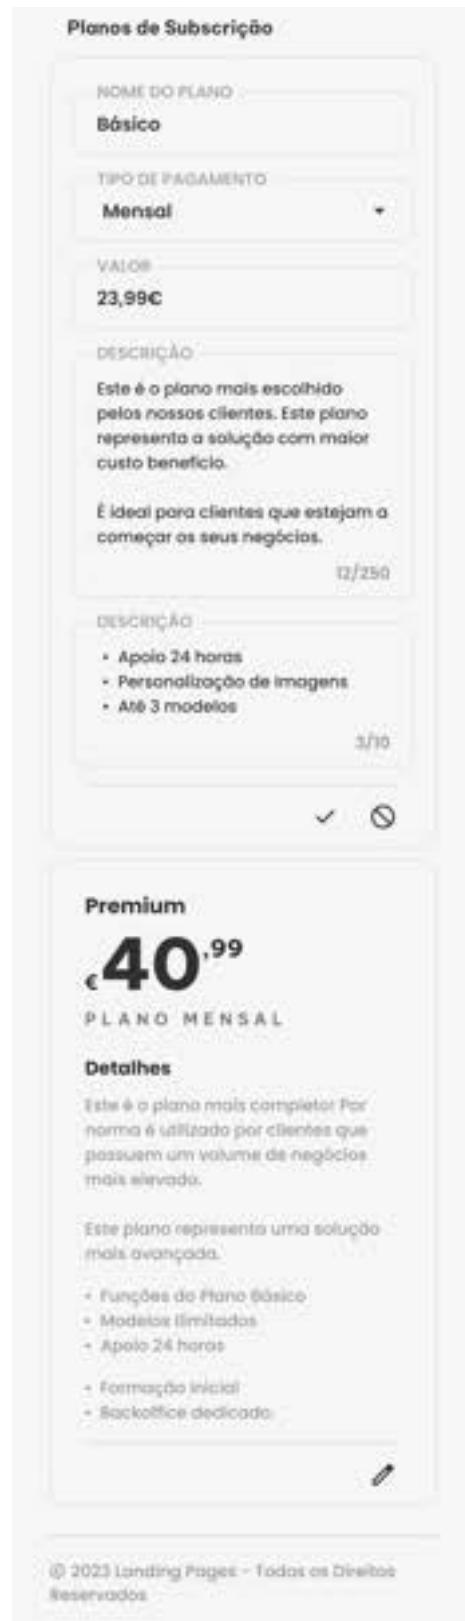 Planos de Subscrição
NOME DO PLANO
Básico
TIPO DE PAGAMENTO
Mensal
VALOR
23,99€
DESCRIÇÃO
Este é o plano mais escolhido
pelos nossos clientes. Este plano
representa a solução com maior
custo benefício.
É ideal para clientes que estejam a
começar os seus negócios.
12/250
DESCRIÇÃO
• Apoio 24 horas
• Personalização de Imagens
• Até 3 modelos
3/10
Premium
€40,99
PLANO MENSAL
Detalhes
Este é o plano mais completo! Por
norma é utilizado por clientes que
possuem um volume de negócios
mais elevado.
Este plano representa uma solução
mais avançada.
• Funções do Plano Básico
• Modelos Ilimitados
• Apoio 24 horas
• Formação Inicial
• Backoffice dedicado.
© 2023 Landing Pages - Todos os Direitos
Reservados